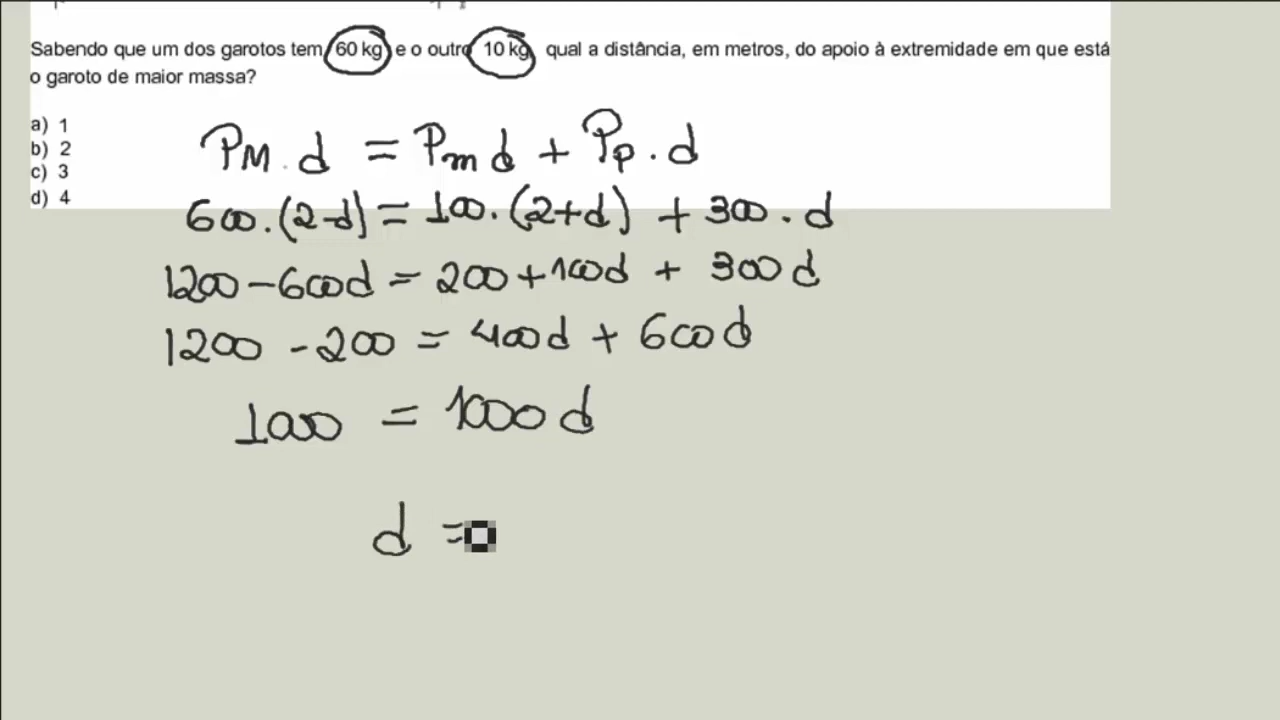 Sabendo que um dos garotos tem 60 kg e o outro 10 kg, qual a distância, em metros, do apoio à extremidade em que está
o garoto de maior massa?
a) 1
b) 2
c) 3
d) 4
PM . d = Pm d + Pp . d
600 . (2-d) = 100 . (2+d) + 300 . d
1200 - 600d = 200 + 100d + 300d
1200 - 200 = 400d + 600d
1000 = 1000 d
d =